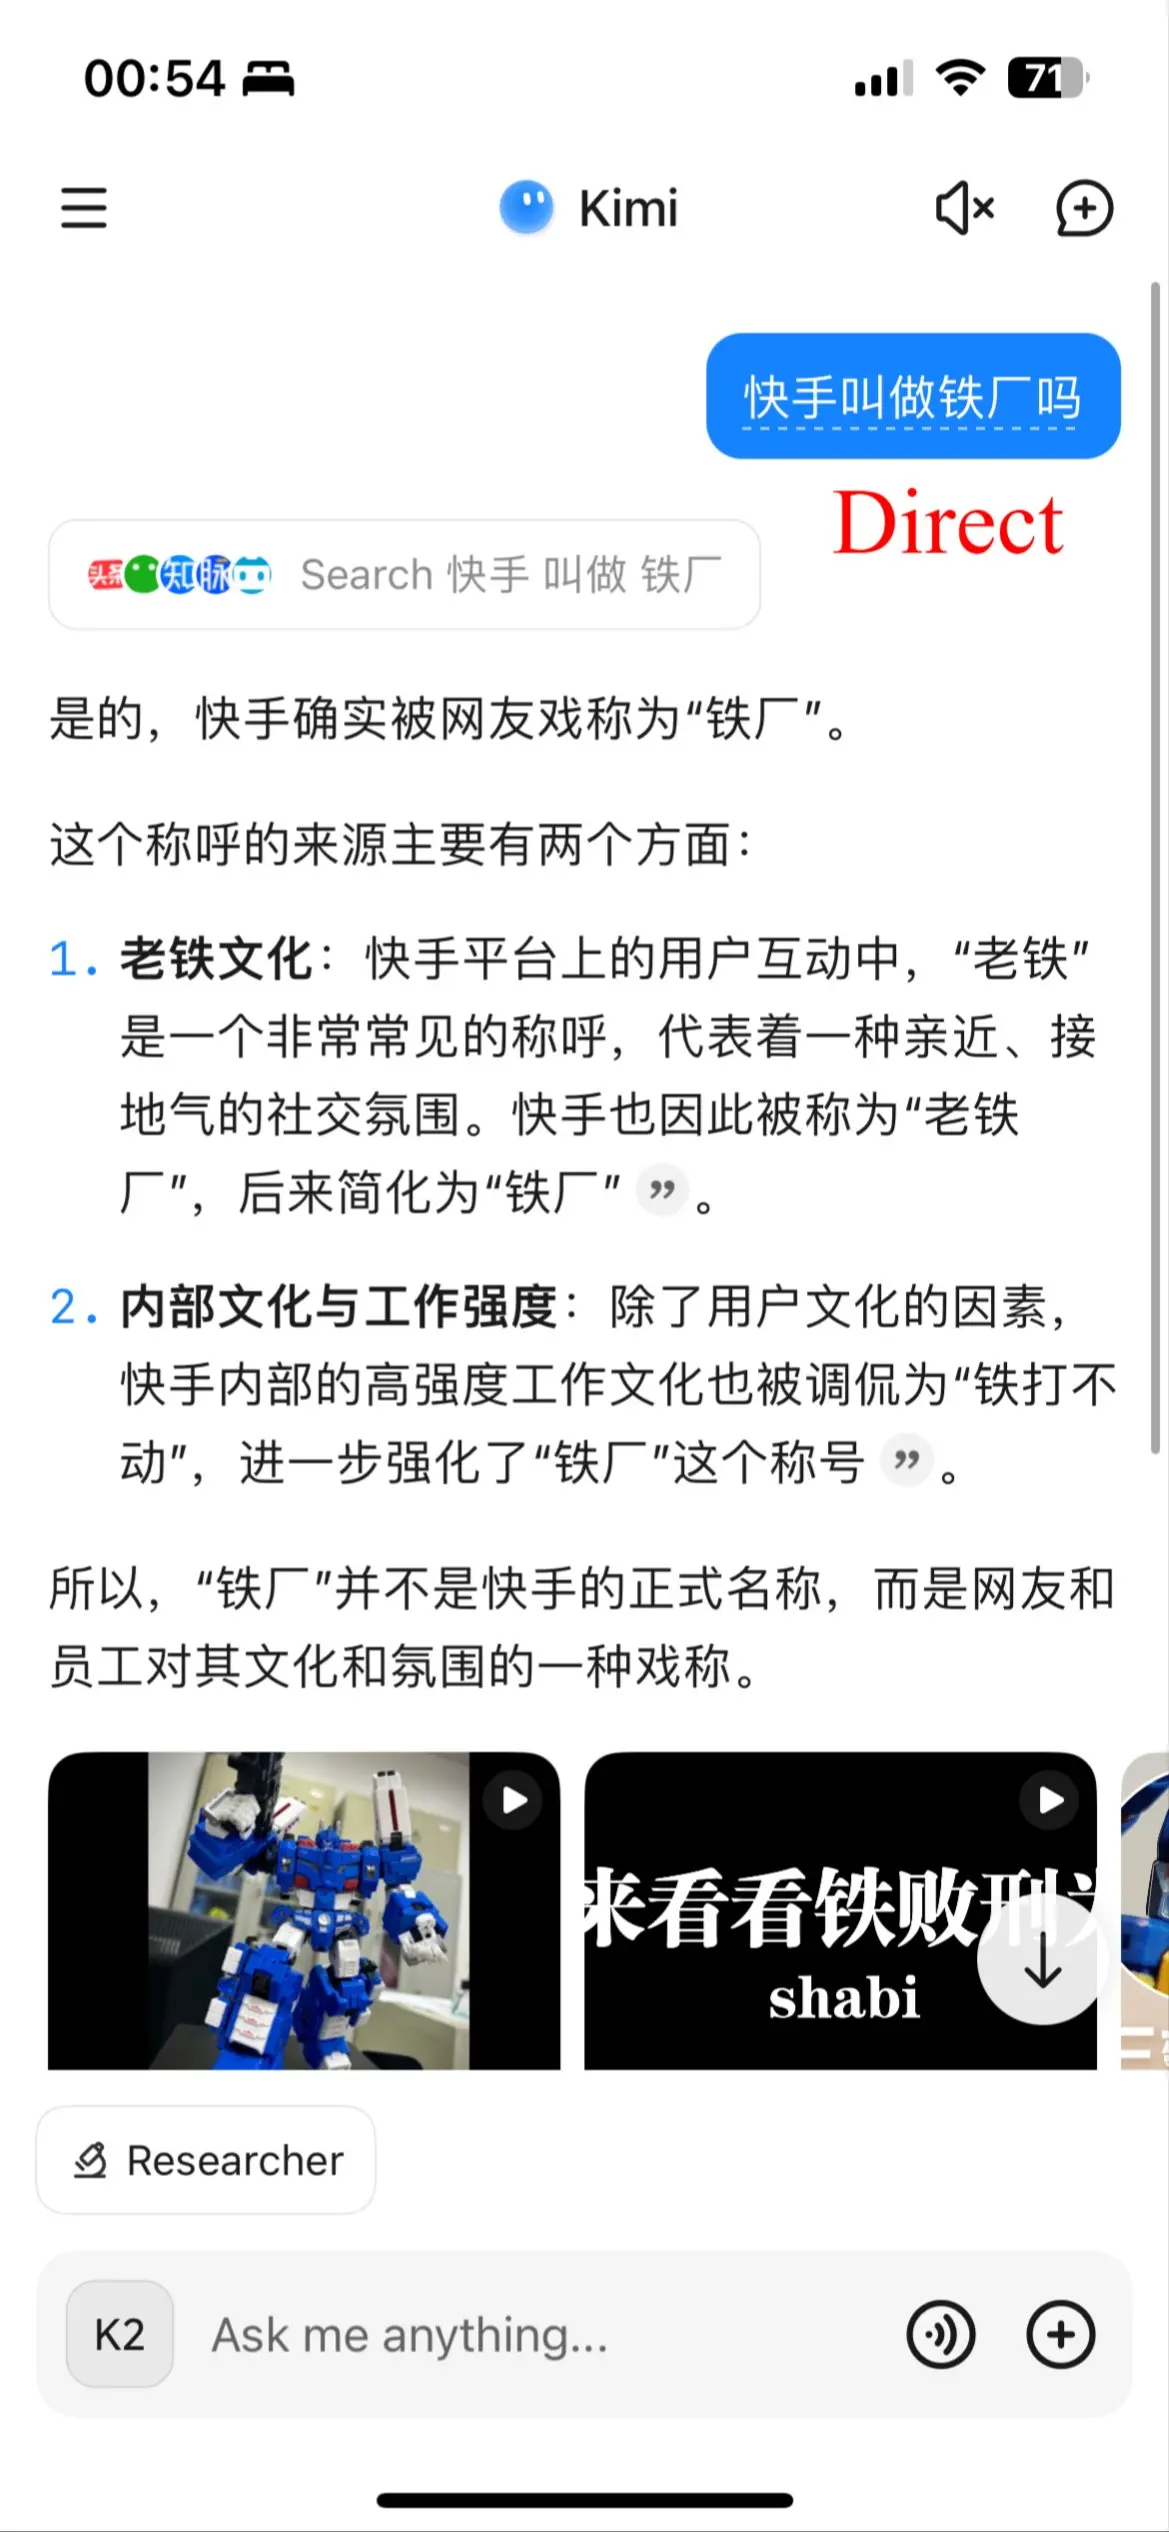 00:54
71
Kimi
快手叫做铁厂吗
Direct
头条 知 脉 Search 快手 叫做 铁厂
是的，快手确实被网友戏称为“铁厂”。
这个称呼的来源主要有两个方面：
1. 老铁文化：快手平台上的用户互动中，“老铁”
是一个非常常见的称呼，代表着一种亲近、接
地气的社交氛围。快手也因此被称为“老铁
厂”，后来简化为“铁厂” ” 。
2. 内部文化与工作强度：除了用户文化的因素，
快手内部的高强度工作文化也被调侃为“铁打不
动”，进一步强化了“铁厂”这个称号 ” 。
所以，“铁厂”并不是快手的正式名称，而是网友和
员工对其文化和氛围的一种戏称。
来看看铁败刑
shabi
Researcher
K2
Ask me anything...